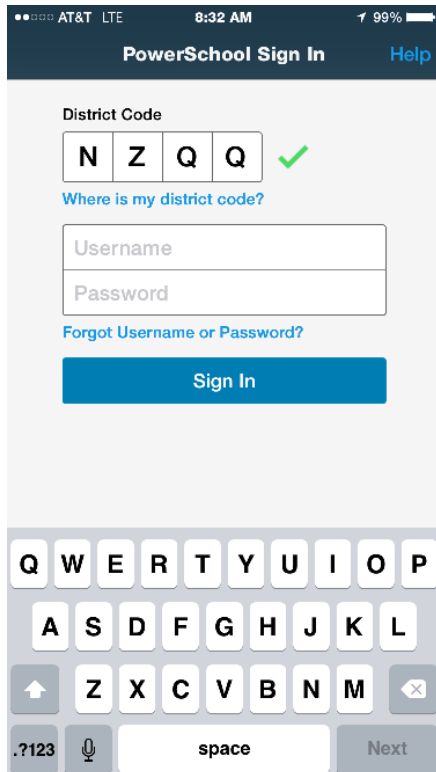 AT&T LTE 8:32 AM 99%
PowerSchool Sign In Help
District Code
N Z Q Q
Where is my district code?
Username
Password
Forgot Username or Password?
Sign In
Q W E R T Y U I O P
A S D F G H J K L
Z X C V B N M
.?123 space Next